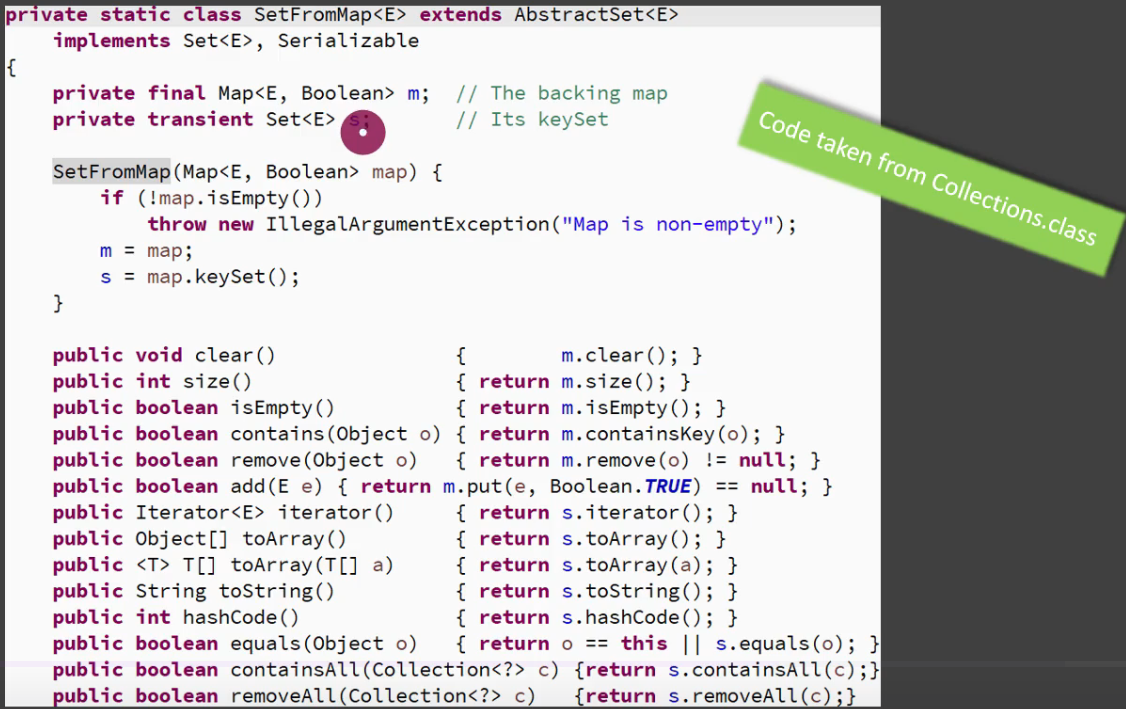 private static class SetFromMap<E> extends AbstractSet<E>
    implements Set<E>, Serializable
{
    private final Map<E, Boolean> m;  // The backing map
    private transient Set<E> s;       // Its keySet
    SetFromMap(Map<E, Boolean> map) {
        if (!map.isEmpty())
            throw new IllegalArgumentException("Map is non-empty");
        m = map;
        s = map.keySet();
    }
    public void clear()               {        m.clear(); }
    public int size()                 { return m.size(); }
    public boolean isEmpty()          { return m.isEmpty(); }
    public boolean contains(Object o) { return m.containsKey(o); }
    public boolean remove(Object o)   { return m.remove(o) != null; }
    public boolean add(E e) { return m.put(e, Boolean.TRUE) == null; }
    public Iterator<E> iterator()     { return s.iterator(); }
    public Object[] toArray()         { return s.toArray(); }
    public <T> T[] toArray(T[] a)     { return s.toArray(a); }
    public String toString()          { return s.toString(); }
    public int hashCode()             { return s.hashCode(); }
    public boolean equals(Object o)   { return o == this || s.equals(o); }
    public boolean containsAll(Collection<?> c) {return s.containsAll(c);}
    public boolean removeAll(Collection<?> c)   {return s.removeAll(c);}
Code taken from Collections.class